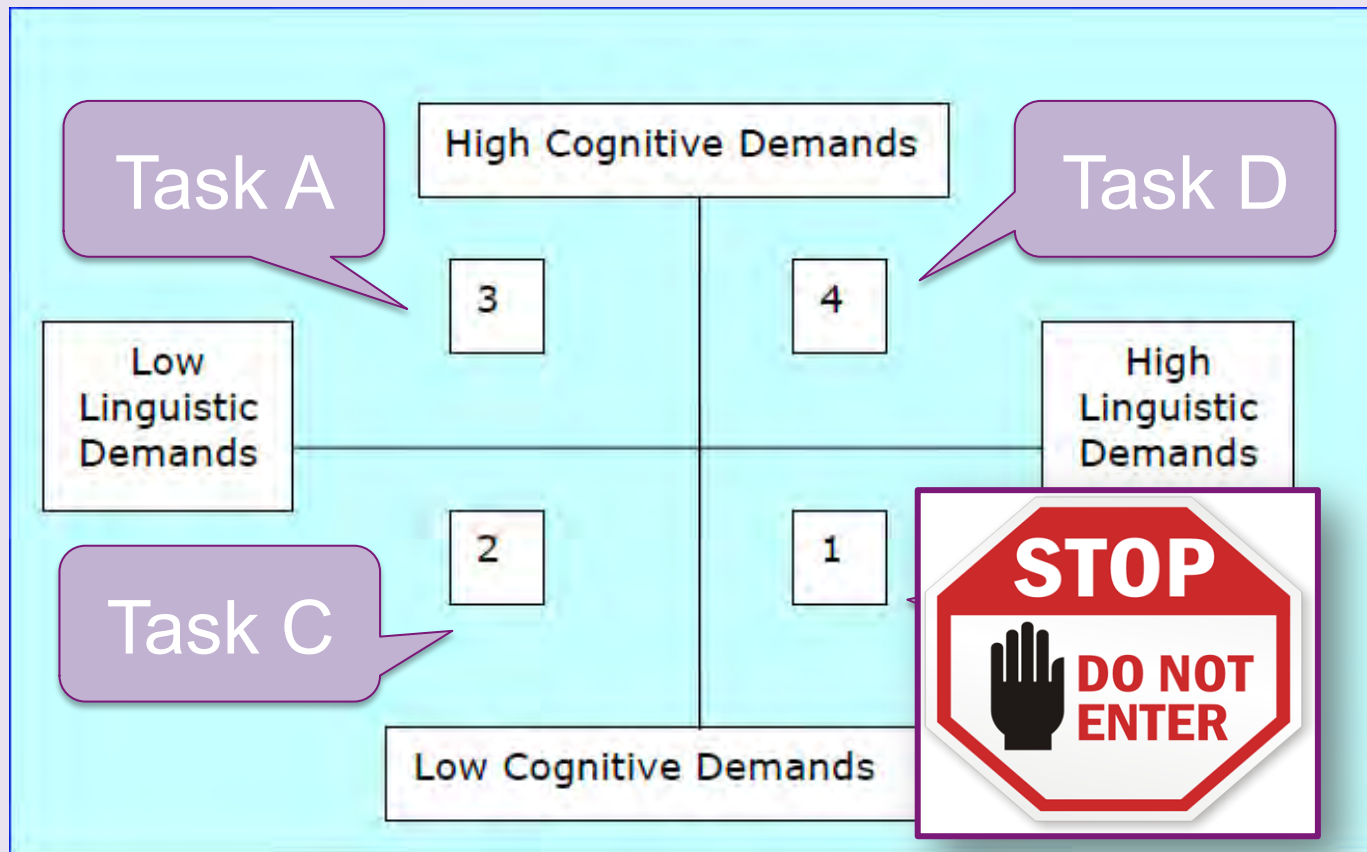 High Cognitive Demands
Task A
Task D
3
4
Low
Linguistic
Demands
High
Linguistic
Demands
2
1
Task C
STOP
DO NOT
ENTER
Low Cognitive Demands